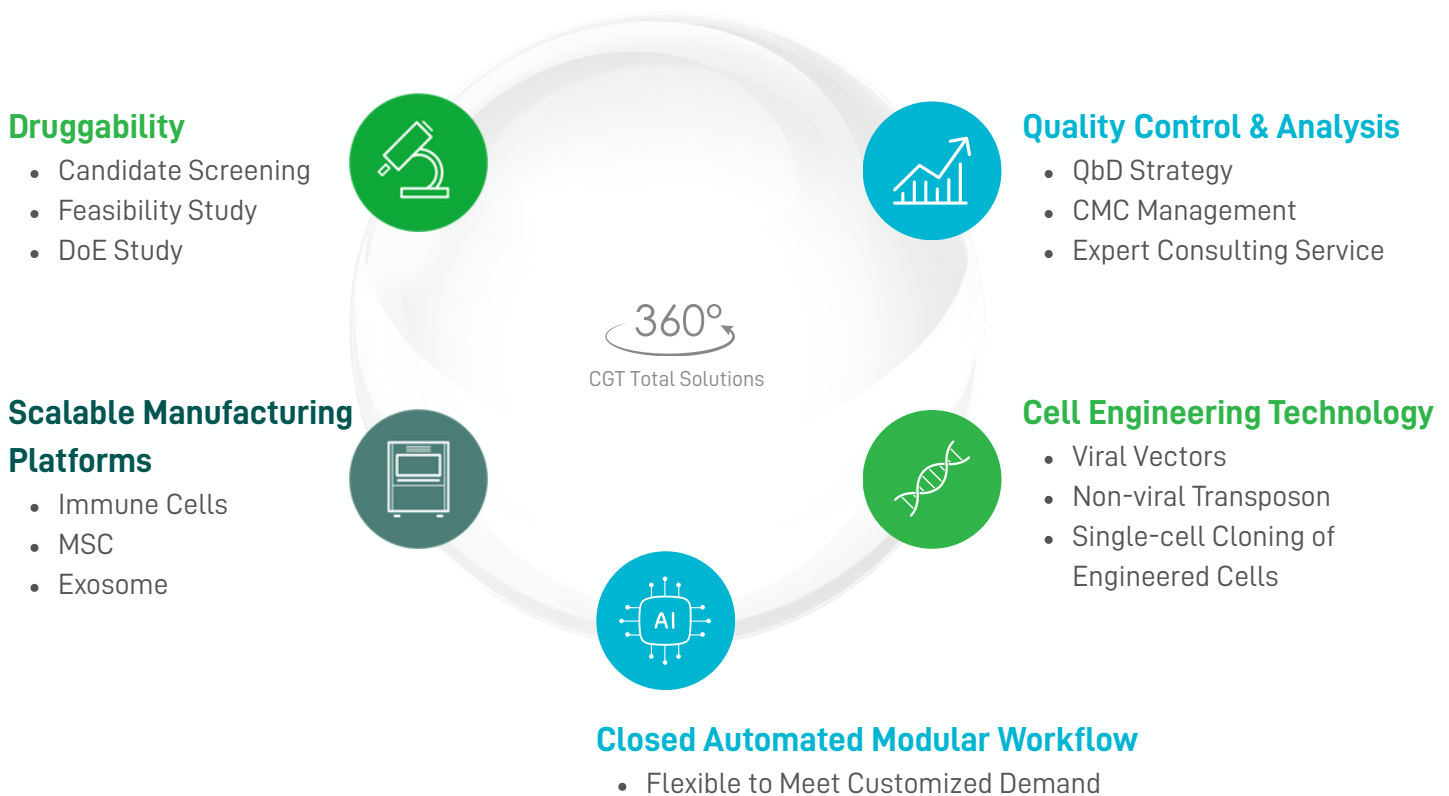 Druggability
• Candidate Screening
• Feasibility Study
• DoE Study
Quality Control & Analysis
• QbD Strategy
• CMC Management
• Expert Consulting Service
360°
CGT Total Solutions
Scalable Manufacturing
Platforms
• Immune Cells
• MSC
• Exosome
Cell Engineering Technology
• Viral Vectors
• Non-viral Transposon
• Single-cell Cloning of
Engineered Cells
AI
Closed Automated Modular Workflow
• Flexible to Meet Customized Demand